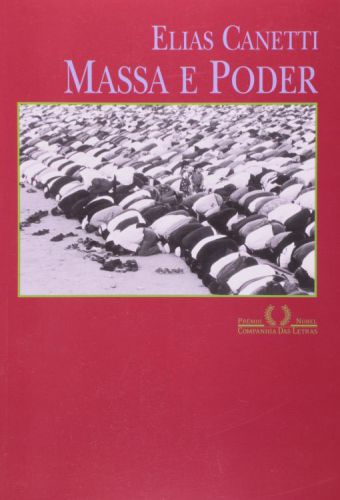 ELIAS CANETTI
MASSA E PODER
PRÊMIO NOBEL
COMPANHIA DAS LETRAS